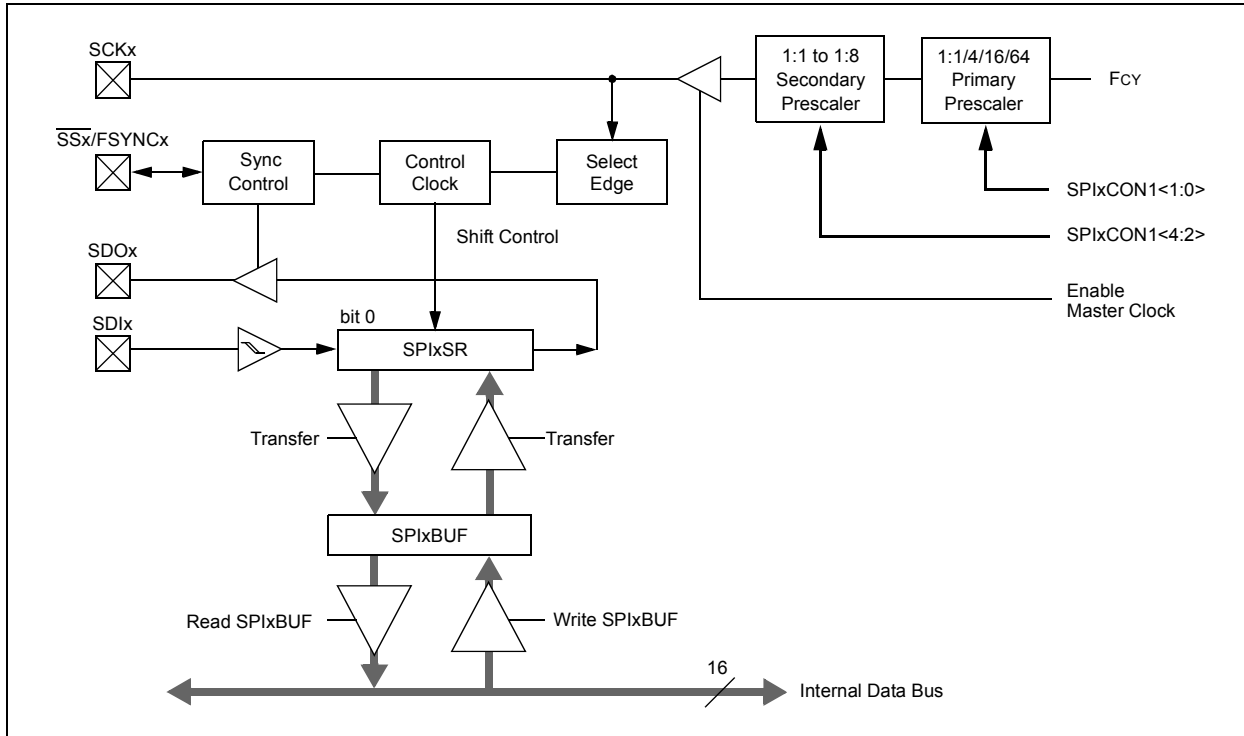 SCKx
1:1 to 1:8
Secondary
Prescaler
1:1/4/16/64
Primary
Prescaler
FCY
SSx/FSYNCx
Sync
Control
Control
Clock
Select
Edge
SPIxCON1<1:0>
Shift Control
SPIxCON1<4:2>
SDOx
Enable
Master Clock
SDIx
bit 0
SPIxSR
Transfer
Transfer
SPIxBUF
Read SPIxBUF
Write SPIxBUF
16
Internal Data Bus